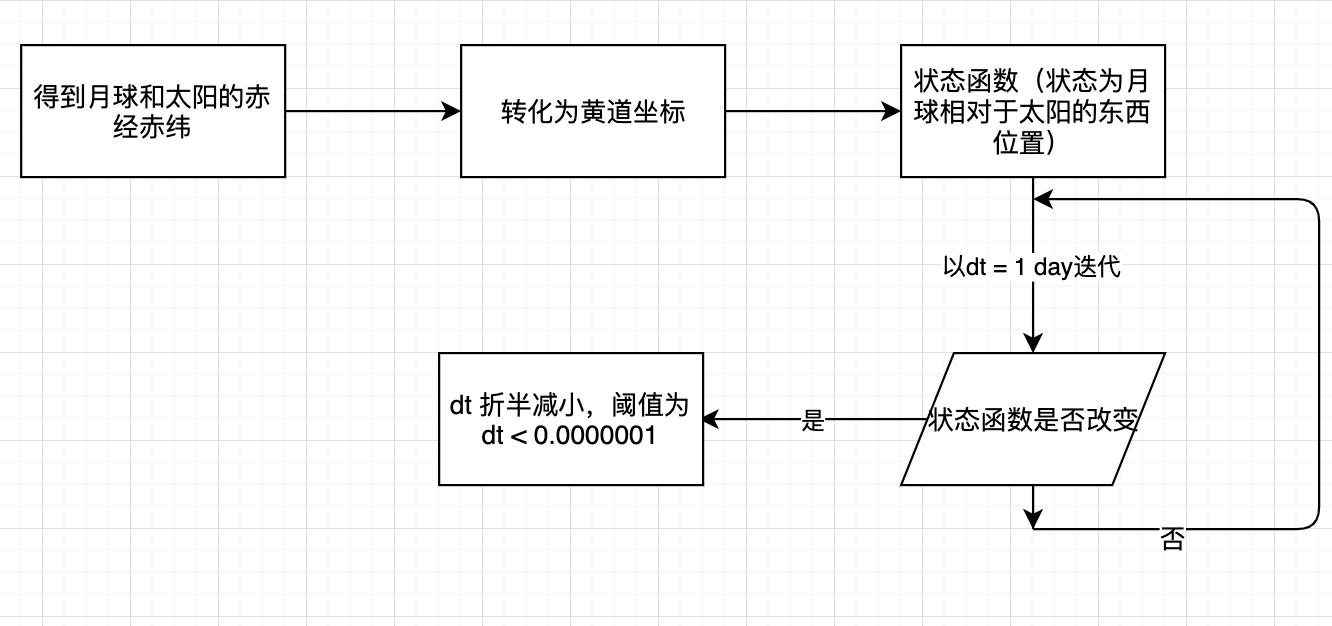 得到月球和太阳的赤
经赤纬
转化为黄道坐标
状态函数（状态为月
球相对于太阳的东西
位置）
以dt = 1 day迭代
状态函数是否改变
是
dt 折半减小，阈值为
dt < 0.0000001
否